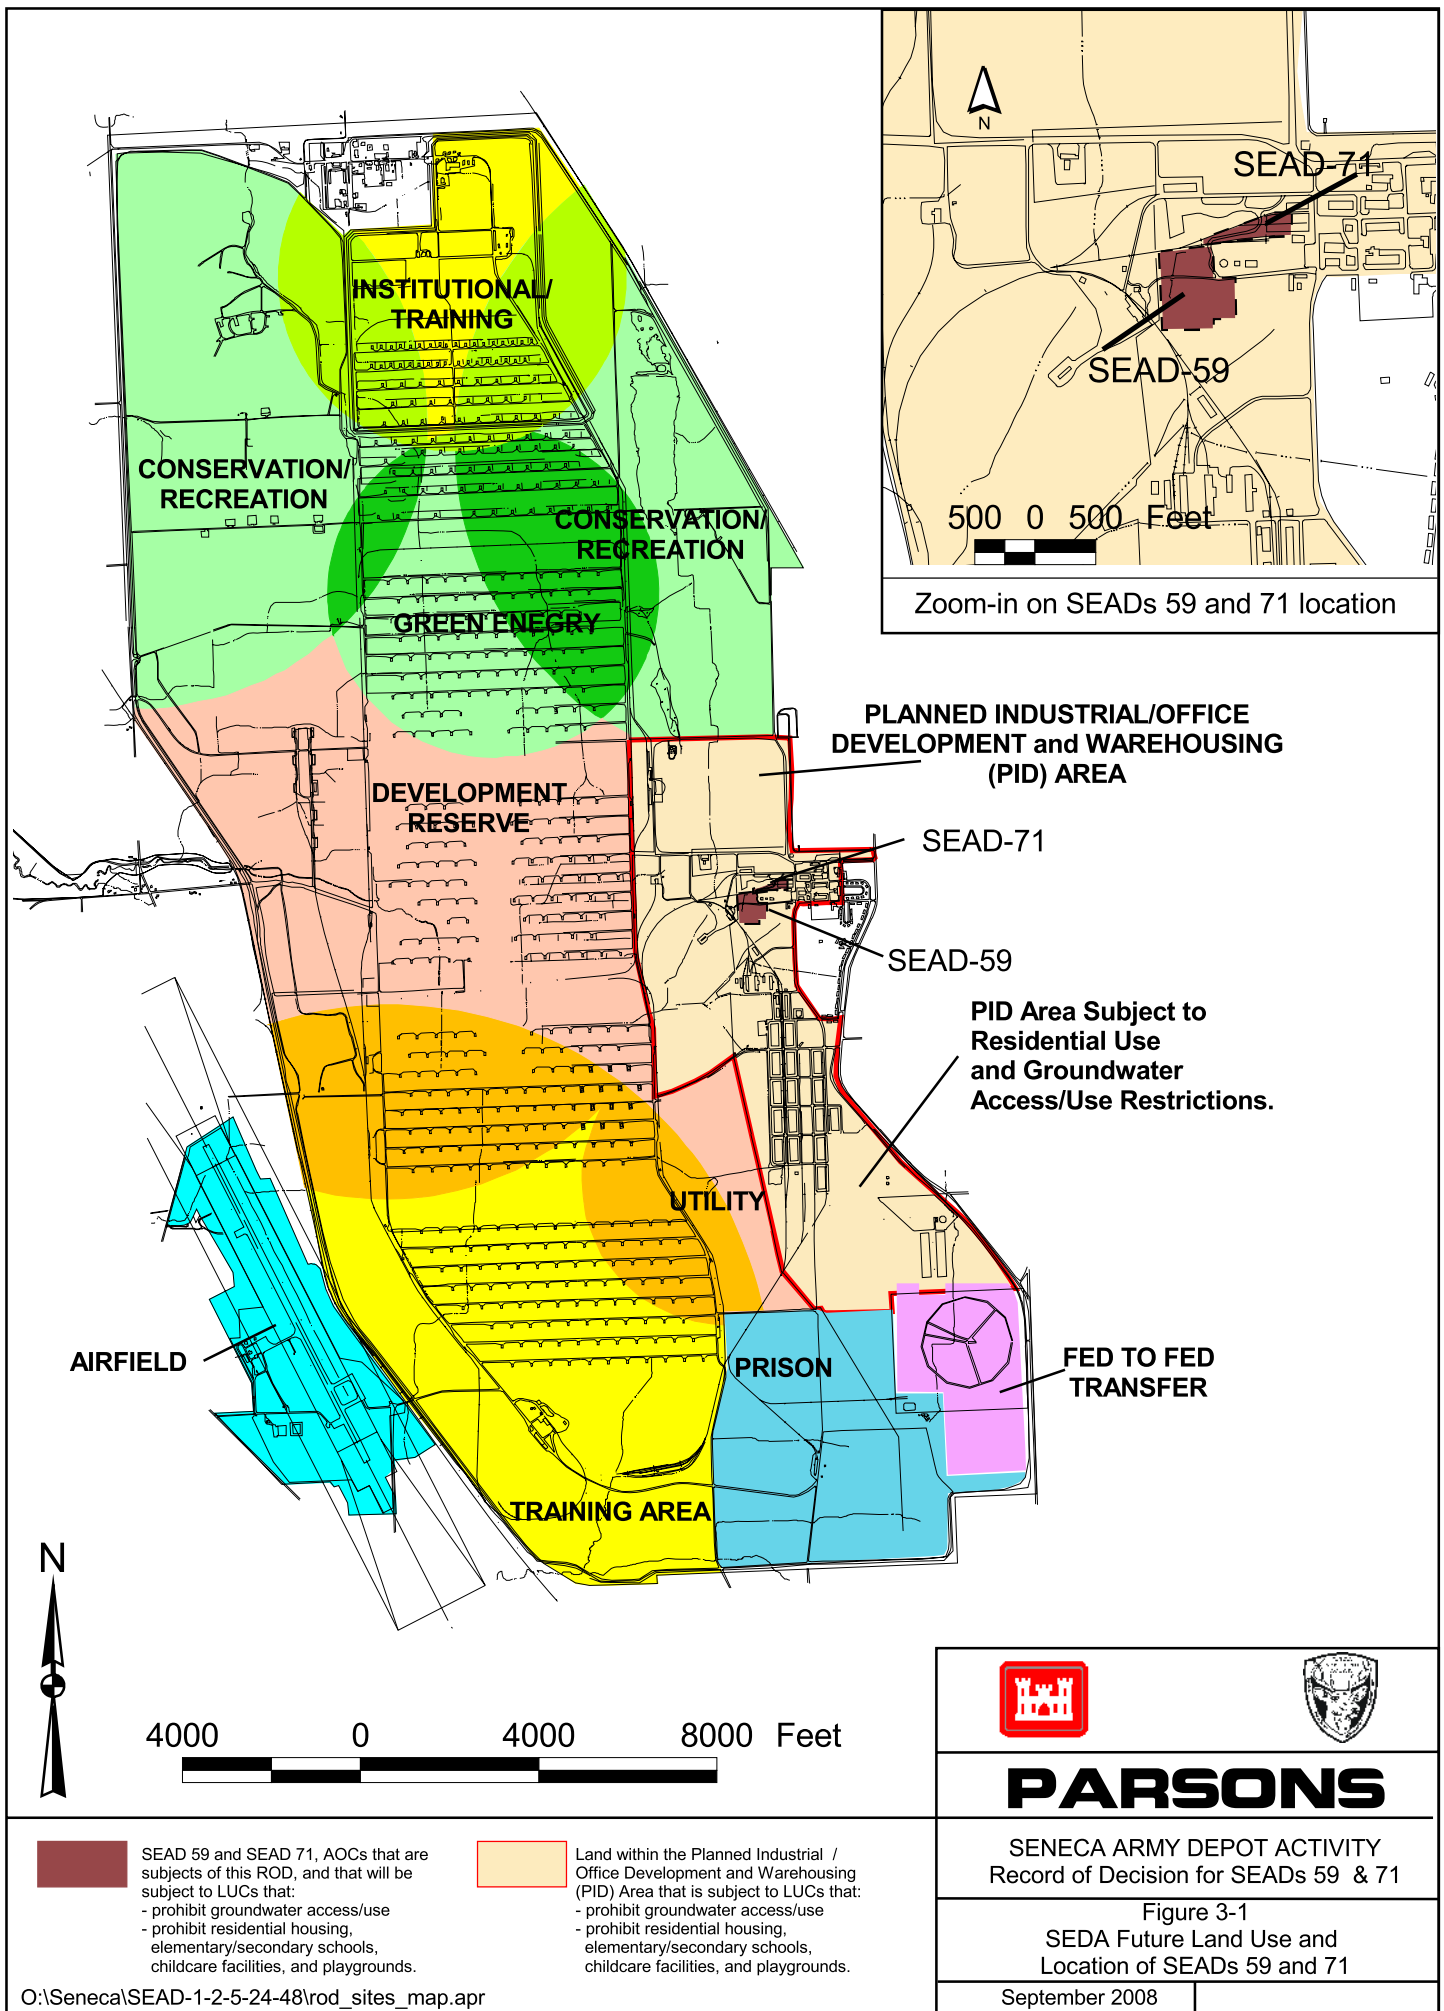 N
SEAD-71
SEAD-59
500 0 500 Feet
Zoom-in on SEADs 59 and 71 location
INSTITUTIONAL/
TRAINING
CONSERVATION/
RECREATION
CONSERVATION/
RECREATION
GREEN ENEGRY
PLANNED INDUSTRIAL/OFFICE
DEVELOPMENT and WAREHOUSING
(PID) AREA
DEVELOPMENT
RESERVE
SEAD-71
SEAD-59
PID Area Subject to
Residential Use
and Groundwater
Access/Use Restrictions.
UTILITY
AIRFIELD
PRISON
FED TO FED
TRANSFER
TRAINING AREA
N
4000 0 4000 8000 Feet
PARSONS
SENECA ARMY DEPOT ACTIVITY
Record of Decision for SEADs 59 & 71
Figure 3-1
SEDA Future Land Use and
Location of SEADs 59 and 71
September 2008
SEAD 59 and SEAD 71, AOCs that are
subjects of this ROD, and that will be
subject to LUCs that:
- prohibit groundwater access/use
- prohibit residential housing,
elementary/secondary schools,
childcare facilities, and playgrounds.
Land within the Planned Industrial /
Office Development and Warehousing
(PID) Area that is subject to LUCs that:
- prohibit groundwater access/use
- prohibit residential housing,
elementary/secondary schools,
childcare facilities, and playgrounds.
O:\Seneca\SEAD-1-2-5-24-48\rod_sites_map.apr